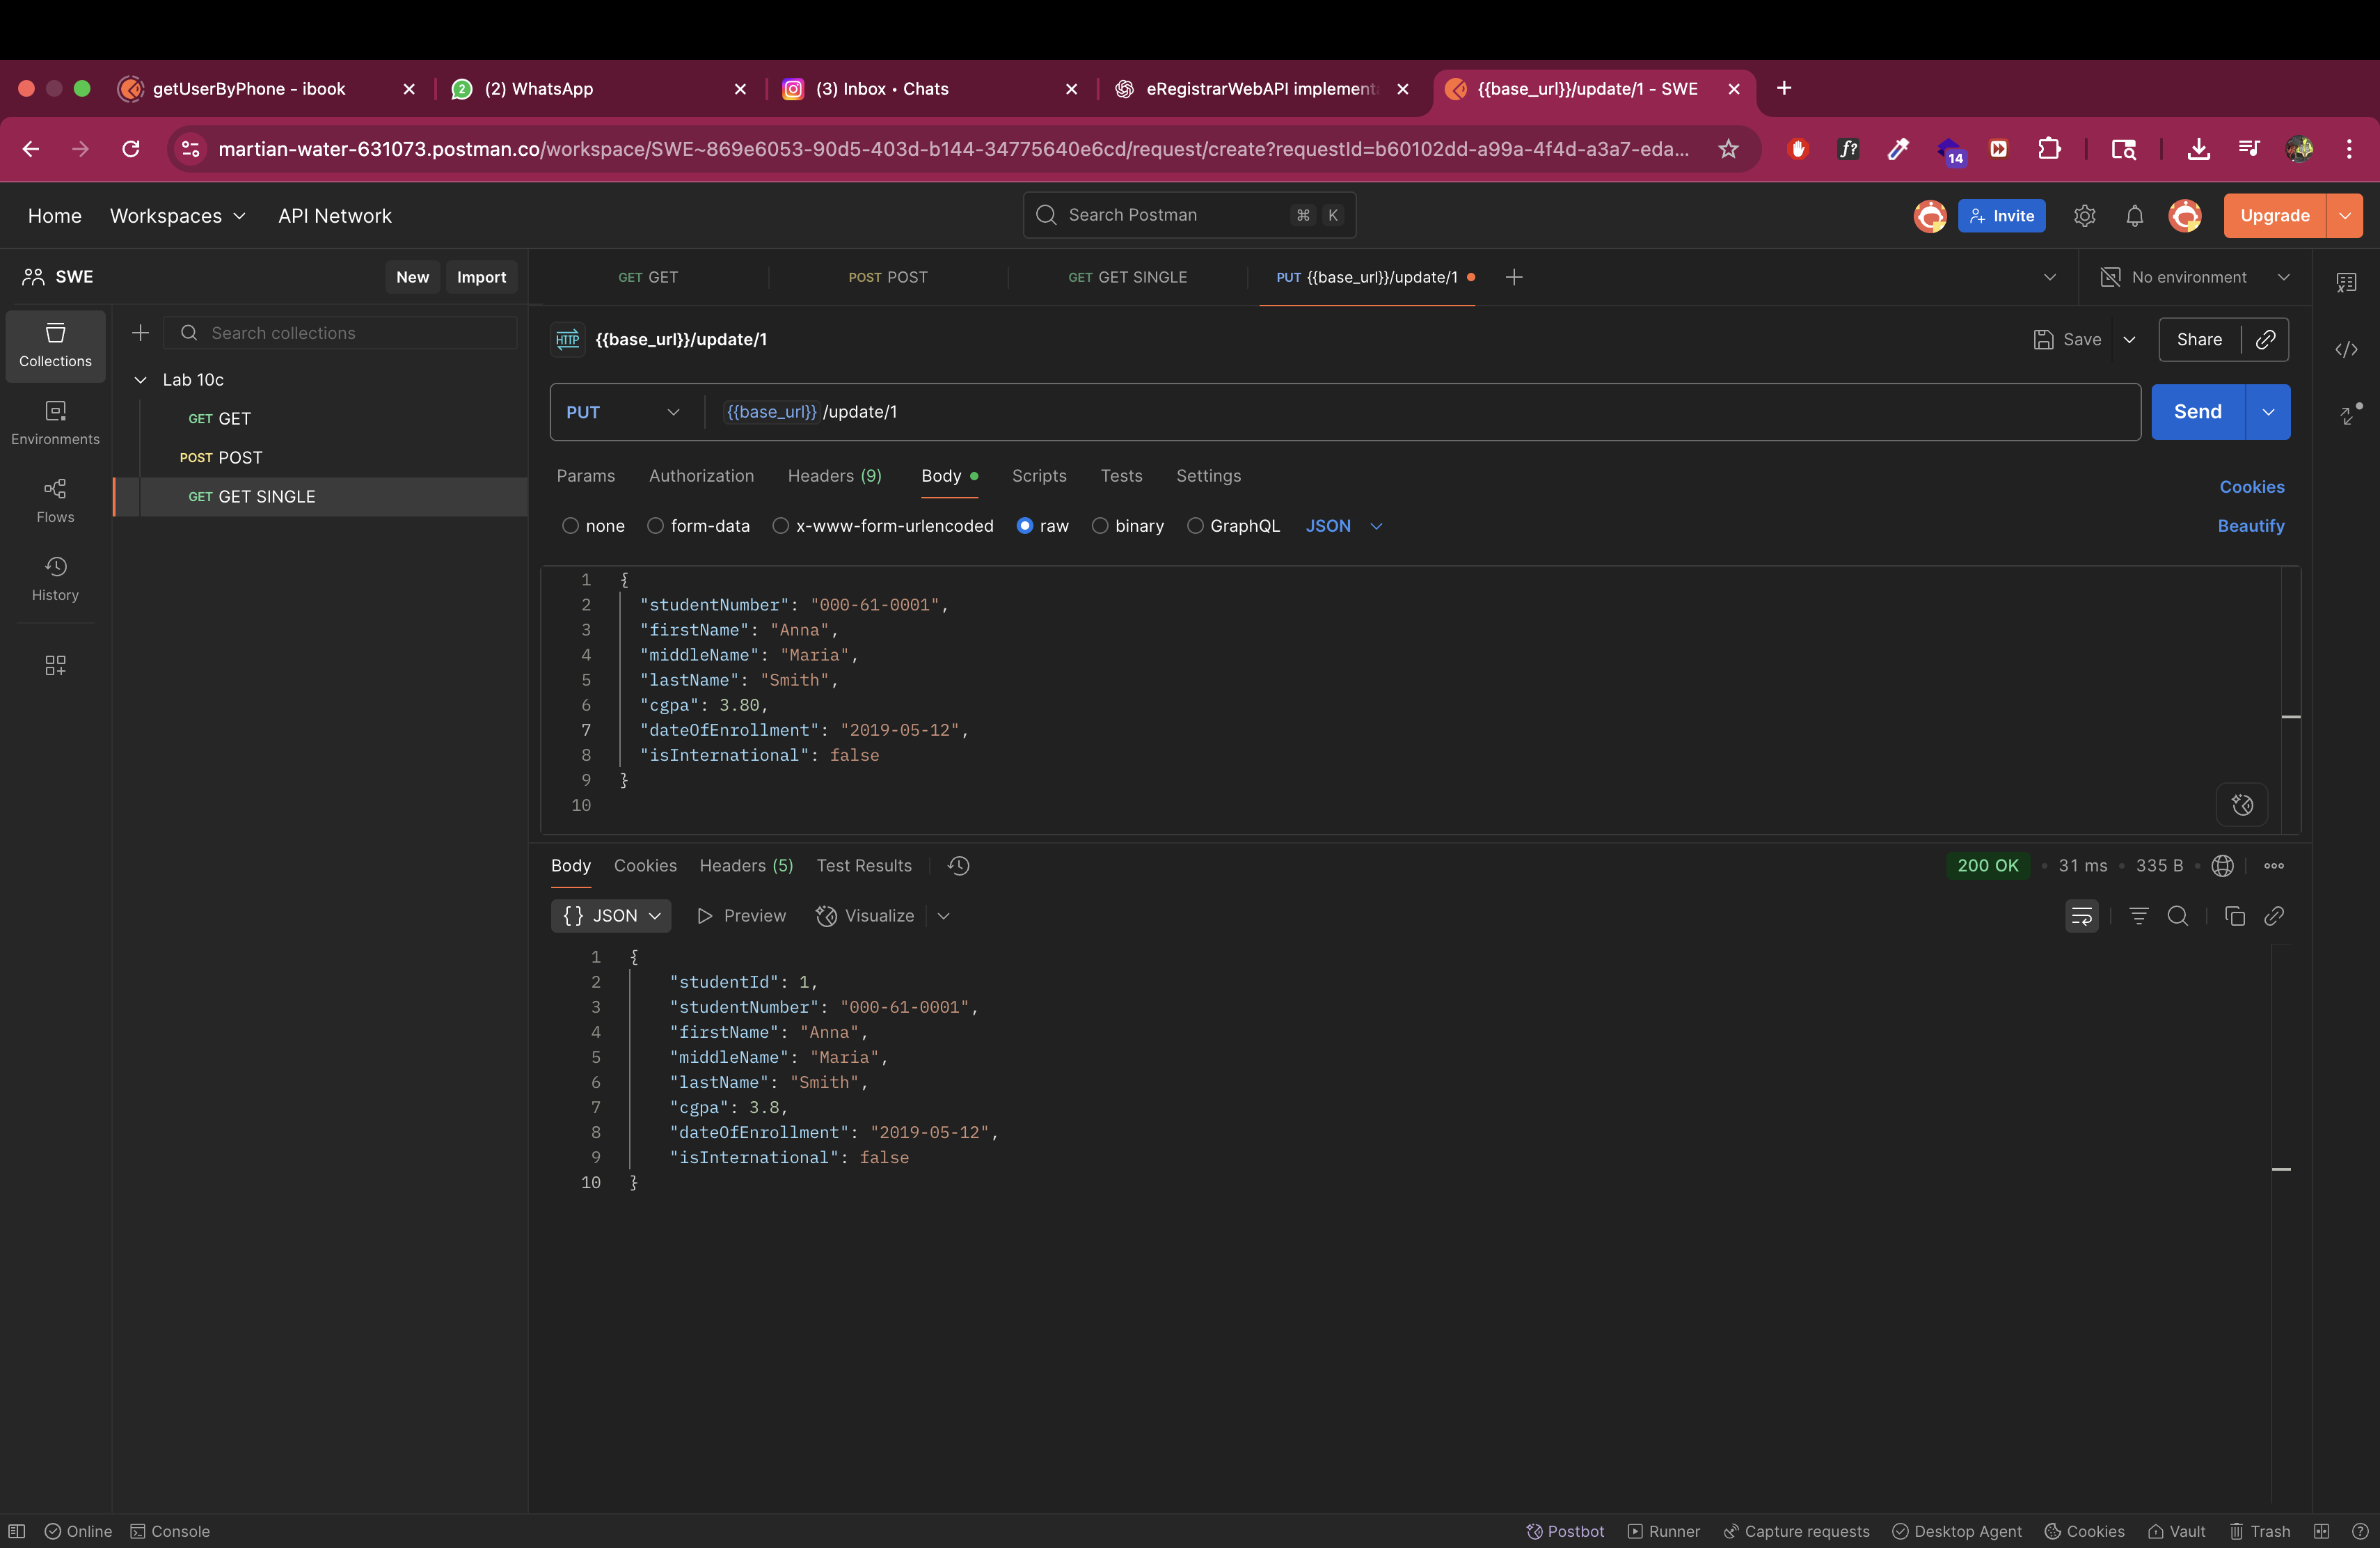 getUserByPhone - ibook
2 (2) WhatsApp
(3) Inbox • Chats
eRegistrarWebAPI implement
{{base_url}}/update/1 - SWE
martian-water-631073.postman.co/workspace/SWE~869e6053-90d5-403d-b144-34775640e6cd/request/create?requestId=b60102dd-a99a-4f4d-a3a7-eda...
f?
14
Home Workspaces API Network
Search Postman ⌘ K
Invite
Upgrade
SWE New Import
GET GET
POST POST
GET GET SINGLE
PUT {{base_url}}/update/1
No environment
Collections
Environments
Flows
History
Search collections
Lab 10c
GET GET
POST POST
GET GET SINGLE
HTTP {{base_url}}/update/1
Save Share
PUT {{base_url}} /update/1
Send
Params Authorization Headers (9) Body Scripts Tests Settings
Cookies
none form-data x-www-form-urlencoded raw binary GraphQL JSON
Beautify
1 {
2 "studentNumber": "000-61-0001",
3 "firstName": "Anna",
4 "middleName": "Maria",
5 "lastName": "Smith",
6 "cgpa": 3.80,
7 "dateOfEnrollment": "2019-05-12",
8 "isInternational": false
9 }
10
Body Cookies Headers (5) Test Results
200 OK • 31 ms • 335 B
{} JSON Preview Visualize
1 {
2 "studentId": 1,
3 "studentNumber": "000-61-0001",
4 "firstName": "Anna",
5 "middleName": "Maria",
6 "lastName": "Smith",
7 "cgpa": 3.8,
8 "dateOfEnrollment": "2019-05-12",
9 "isInternational": false
10 }
Online Console
Postbot Runner Capture requests Desktop Agent Cookies Vault Trash